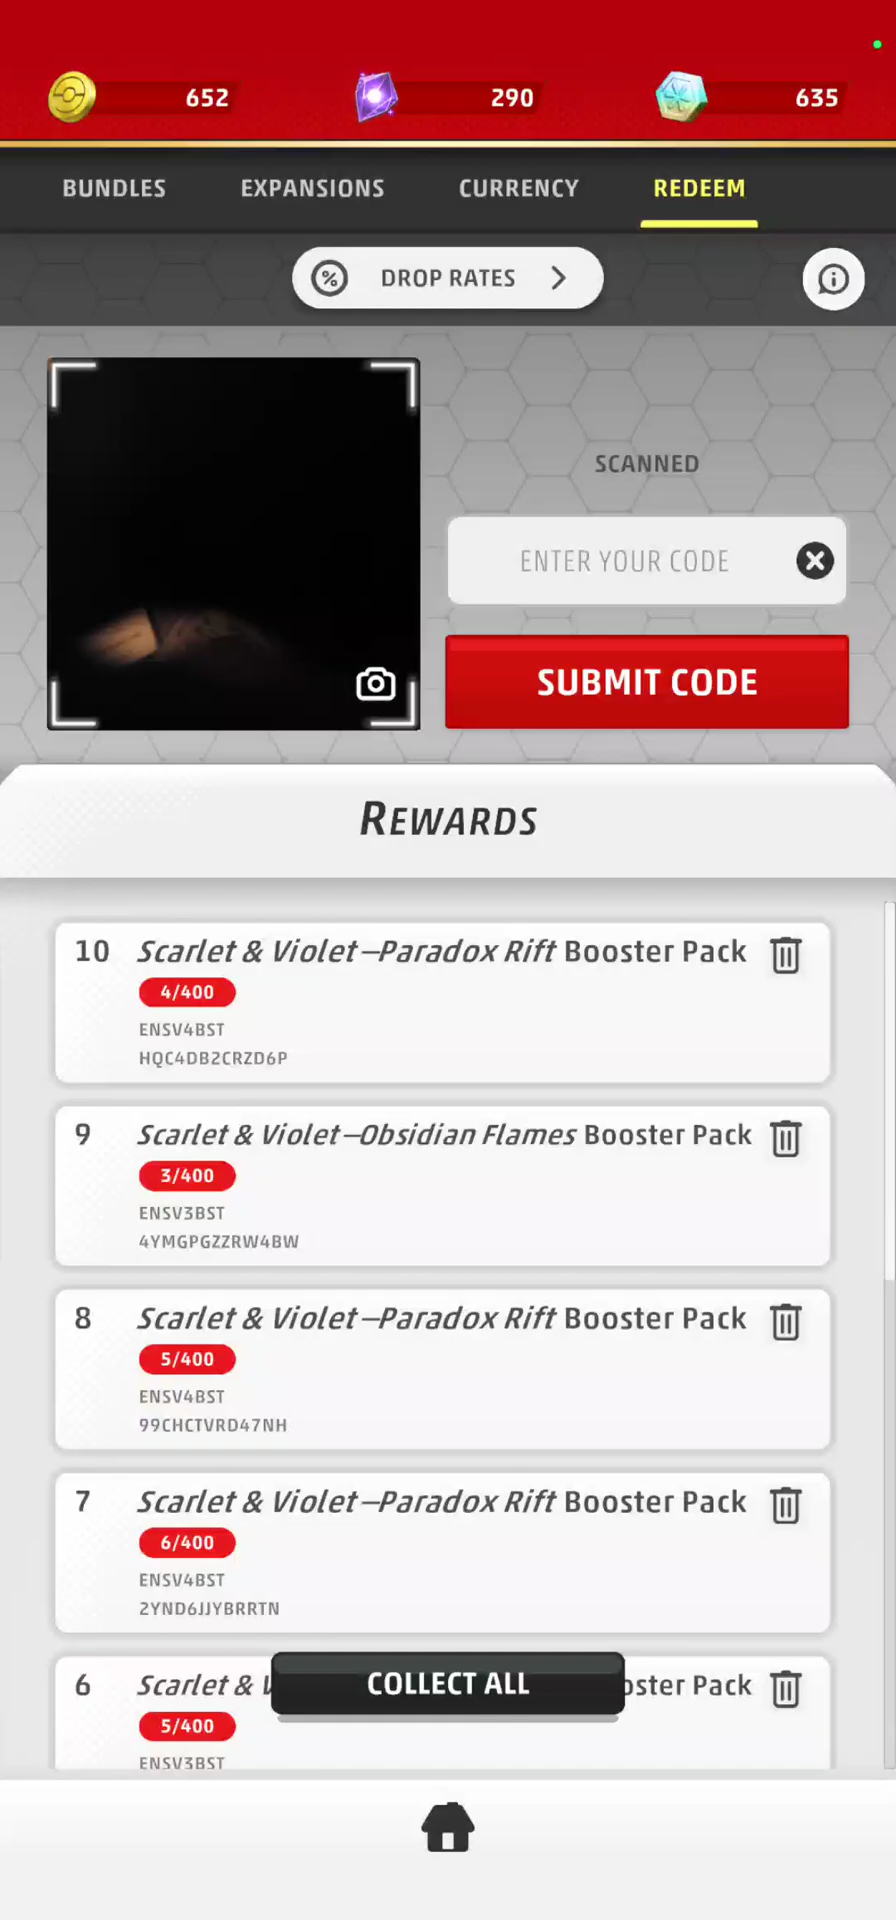 652 290 635
BUNDLES EXPANSIONS CURRENCY REDEEM
% DROP RATES
SCANNED
ENTER YOUR CODE
SUBMIT CODE
REWARDS
10 Scarlet & Violet—Paradox Rift Booster Pack
4/400
ENSV4BST
HQC4DB2CRZD6P
9 Scarlet & Violet—Obsidian Flames Booster Pack
3/400
ENSV3BST
4YMGPGZZRW4BW
8 Scarlet & Violet—Paradox Rift Booster Pack
5/400
ENSV4BST
99CHCTVRD47NH
7 Scarlet & Violet—Paradox Rift Booster Pack
6/400
ENSV4BST
2YND6JJYBRRTN
6 Scarlet & COLLECT ALL Pack
5/400
ENSV3BST